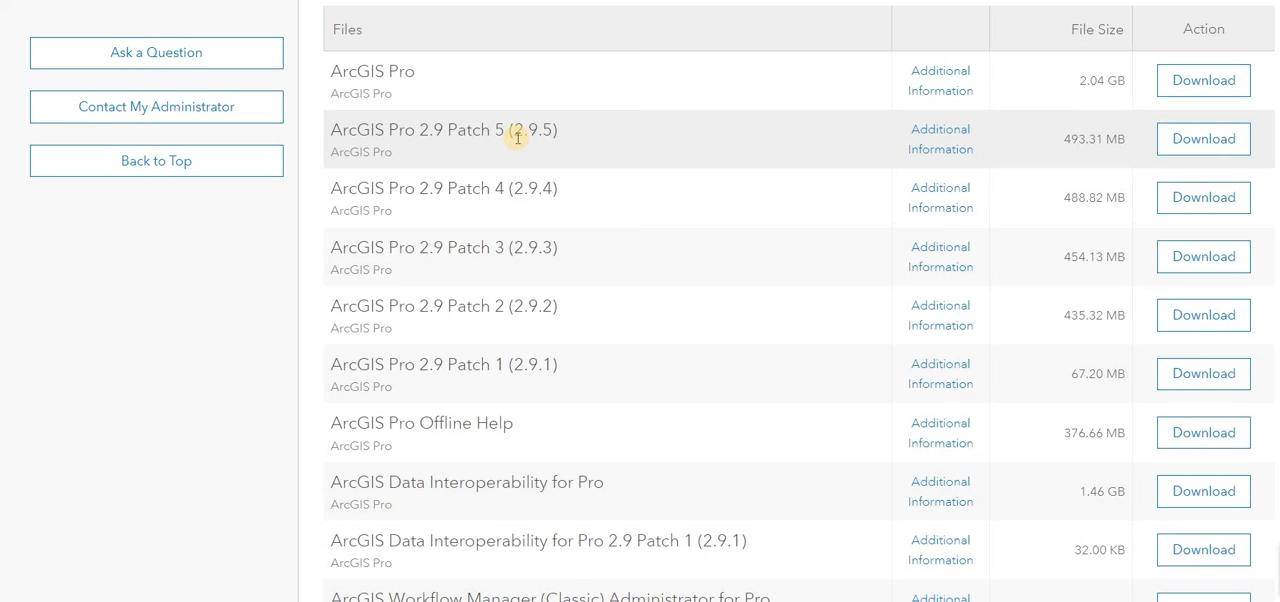 Ask a Question
Contact My Administrator
Back to Top
Files
File Size
Action
ArcGIS Pro
ArcGIS Pro
Additional
Information
2.04 GB
Download
ArcGIS Pro 2.9 Patch 5 (2.9.5)
ArcGIS Pro
Additional
Information
493.31 MB
Download
ArcGIS Pro 2.9 Patch 4 (2.9.4)
ArcGIS Pro
Additional
Information
488.82 MB
Download
ArcGIS Pro 2.9 Patch 3 (2.9.3)
ArcGIS Pro
Additional
Information
454.13 MB
Download
ArcGIS Pro 2.9 Patch 2 (2.9.2)
ArcGIS Pro
Additional
Information
435.32 MB
Download
ArcGIS Pro 2.9 Patch 1 (2.9.1)
ArcGIS Pro
Additional
Information
67.20 MB
Download
ArcGIS Pro Offline Help
ArcGIS Pro
Additional
Information
376.66 MB
Download
ArcGIS Data Interoperability for Pro
ArcGIS Pro
Additional
Information
1.46 GB
Download
ArcGIS Data Interoperability for Pro 2.9 Patch 1 (2.9.1)
ArcGIS Pro
Additional
Information
32.00 KB
Download
ArcGIS Workflow Manager (Classic) Administrator for Pro
Additional